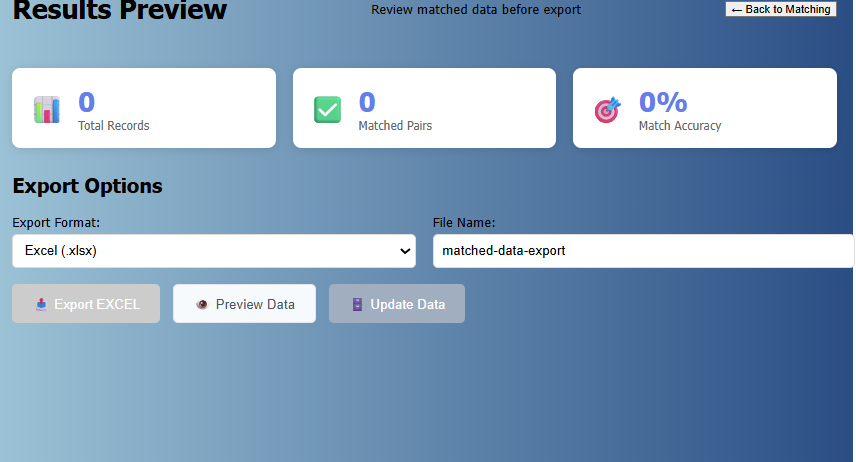 Results Preview
Review matched data before export
← Back to Matching
0
Total Records
0
Matched Pairs
0%
Match Accuracy
Export Options
Export Format:
File Name:
Excel (.xlsx)
matched-data-export
Export EXCEL
Preview Data
Update Data